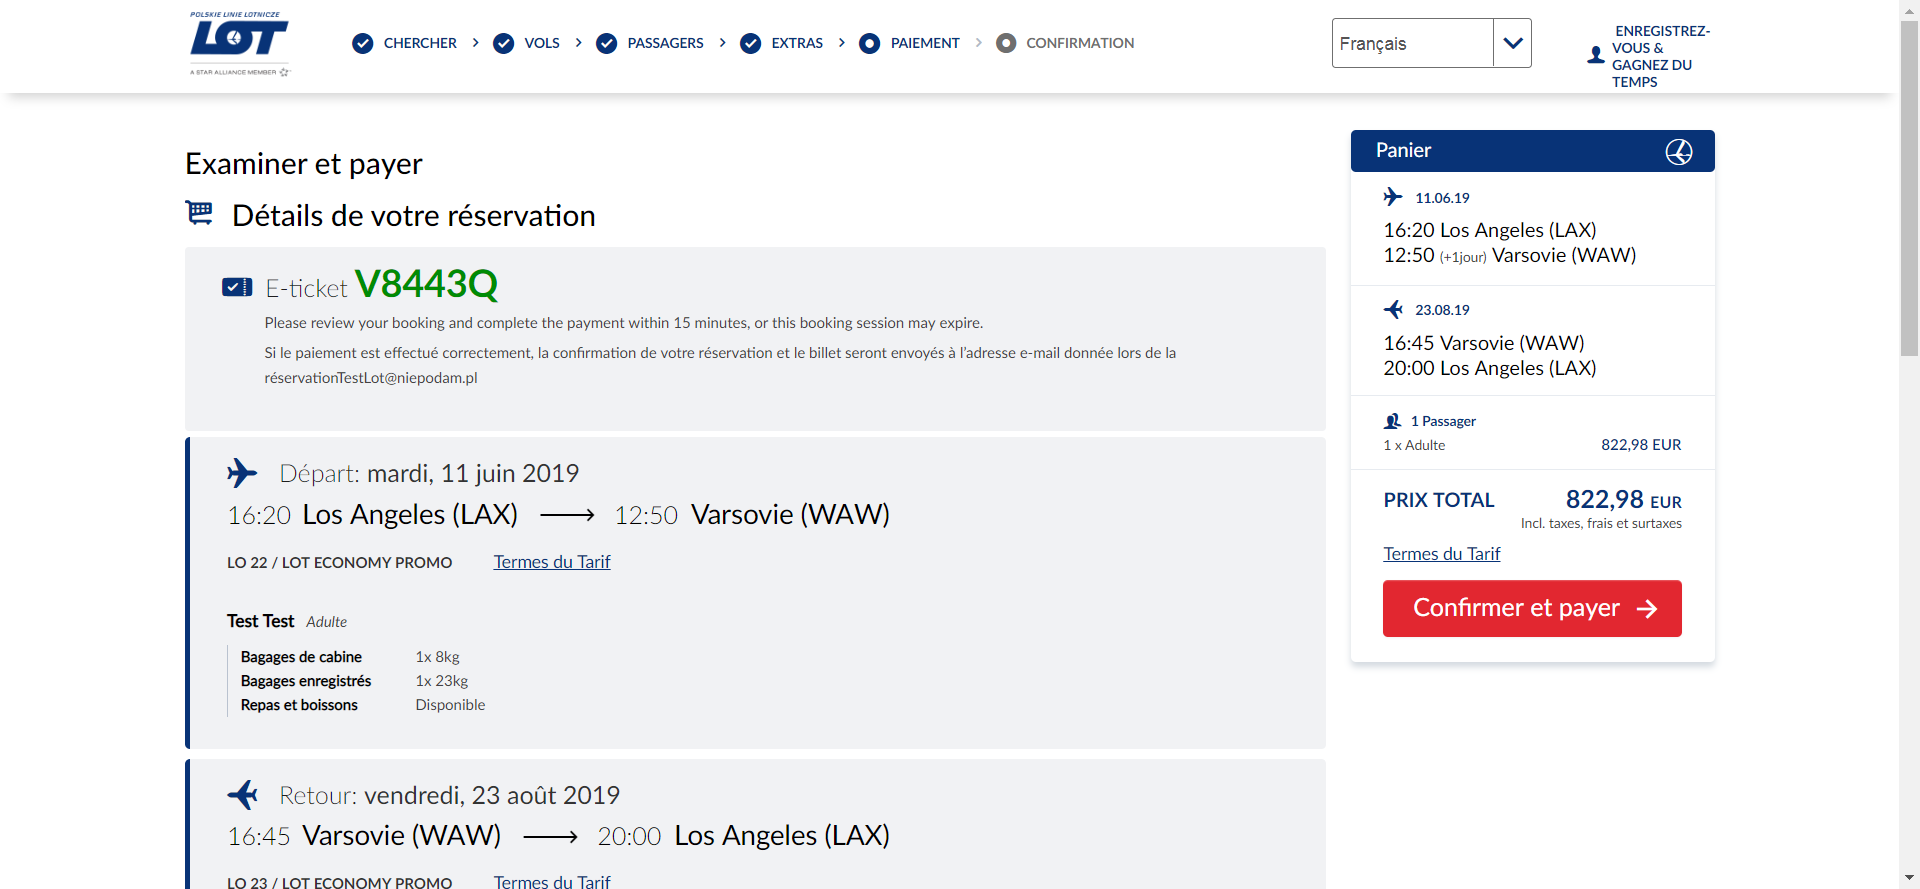 POLSKIE LINIE LOTNICZE
LOT
A STAR ALLIANCE MEMBER
CHERCHER
VOLS
PASSAGERS
EXTRAS
PAIEMENT
CONFIRMATION
Français
ENREGISTREZ-
VOUS &
GAGNEZ DU
TEMPS
Examiner et payer
Détails de votre réservation
E-ticket V8443Q
Please review your booking and complete the payment within 15 minutes, or this booking session may expire.
Si le paiement est effectué correctement, la confirmation de votre réservation et le billet seront envoyés à l'adresse e-mail donnée lors de la
réservationTestLot@niepodam.pl
Départ: mardi, 11 juin 2019
16:20 Los Angeles (LAX) 12:50 Varsovie (WAW)
LO 22 / LOT ECONOMY PROMO Termes du Tarif
Test Test Adulte
Bagages de cabine 1x 8kg
Bagages enregistrés 1x 23kg
Repas et boissons Disponible
Retour: vendredi, 23 août 2019
16:45 Varsovie (WAW) 20:00 Los Angeles (LAX)
LO 23 / LOT ECONOMY PROMO Termes du Tarif
Panier
11.06.19
16:20 Los Angeles (LAX)
12:50 (+1jour) Varsovie (WAW)
23.08.19
16:45 Varsovie (WAW)
20:00 Los Angeles (LAX)
1 Passager
1 x Adulte 822,98 EUR
PRIX TOTAL 822,98 EUR
Incl. taxes, frais et surtaxes
Termes du Tarif
Confirmer et payer